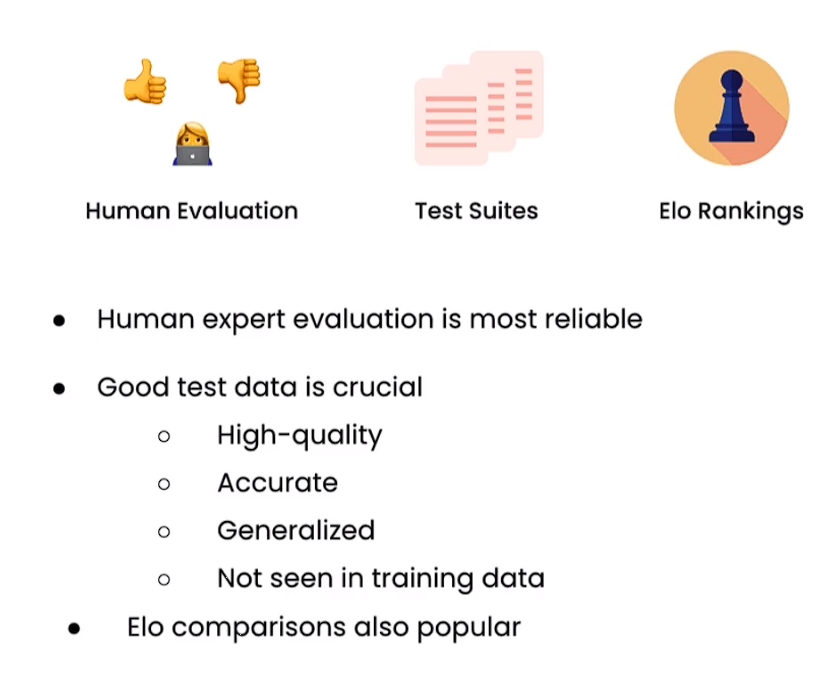 Human Evaluation
Test Suites
Elo Rankings
● Human expert evaluation is most reliable
● Good test data is crucial
○ High-quality
○ Accurate
○ Generalized
○ Not seen in training data
● Elo comparisons also popular